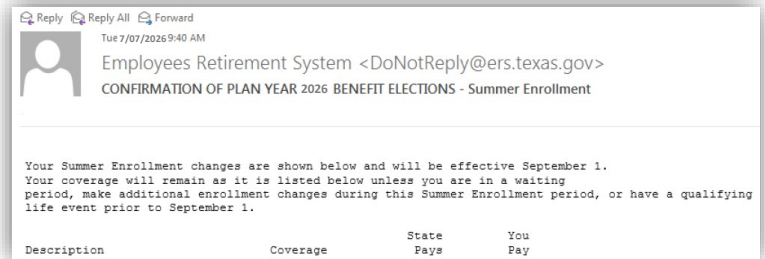 Reply Reply All Forward
Tue 7/07/2026 9:40 AM
Employees Retirement System <DoNotReply@ers.texas.gov>
CONFIRMATION OF PLAN YEAR 2026 BENEFIT ELECTIONS - Summer Enrollment
Your Summer Enrollment changes are shown below and will be effective September 1.
Your coverage will remain as it is listed below unless you are in a waiting
period, make additional enrollment changes during this Summer Enrollment period, or have a qualifying
life event prior to September 1.
State You
Description Coverage Pays Pay